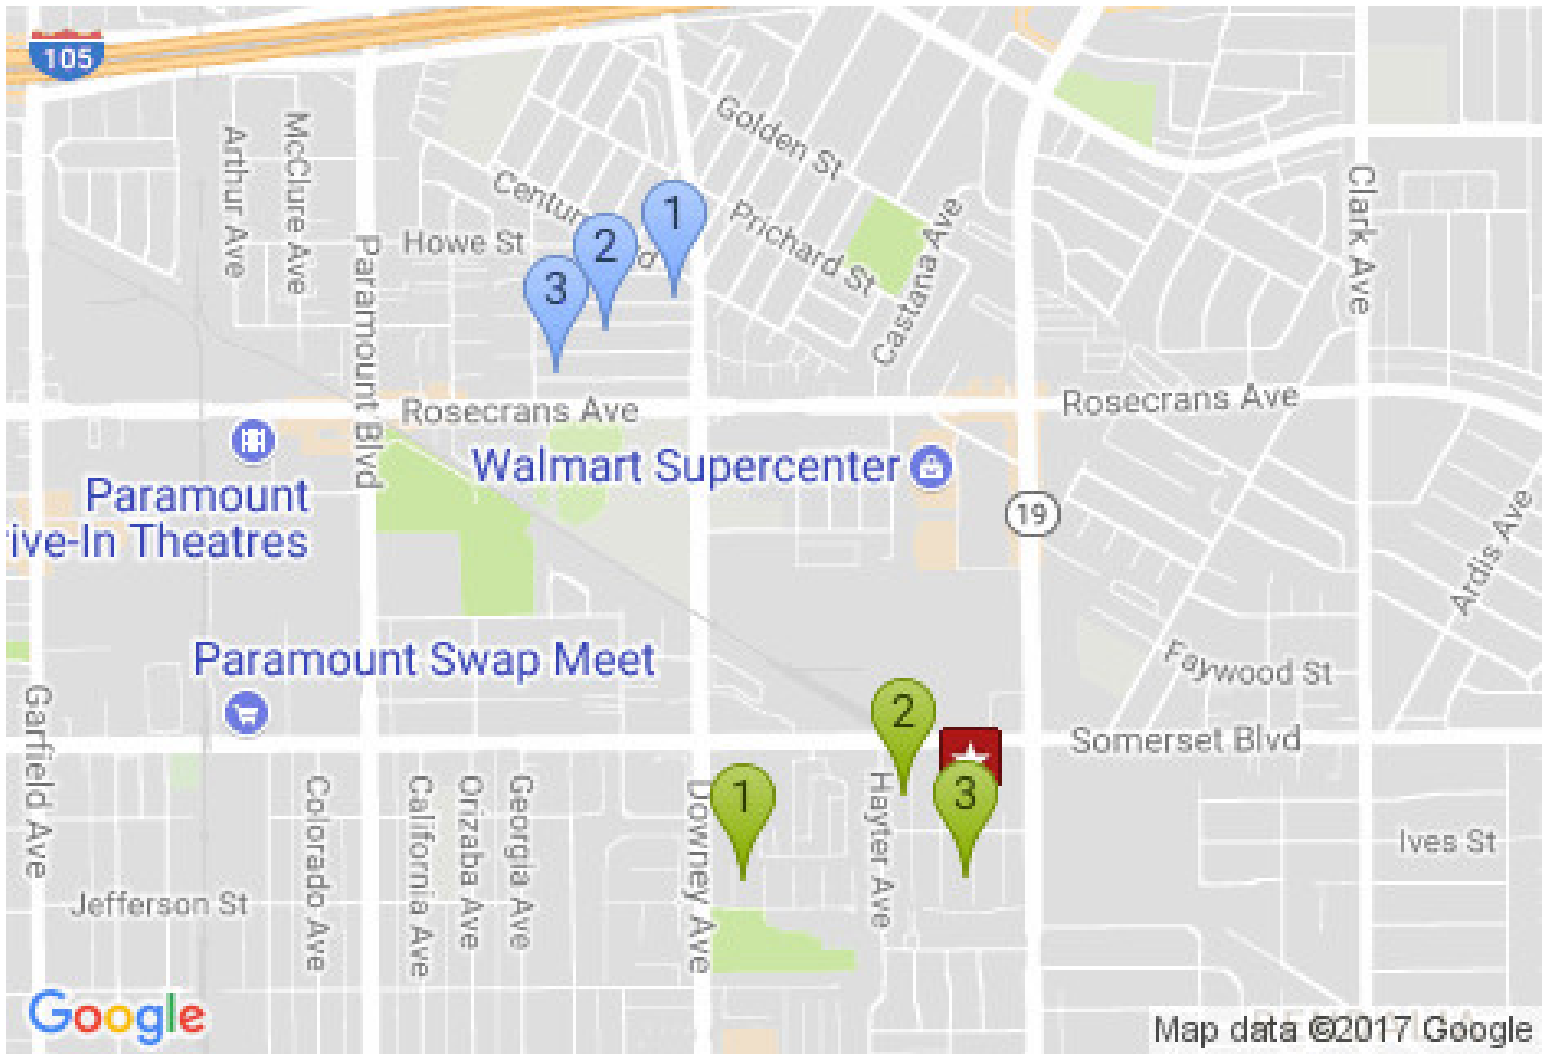 105
McClure Ave
Arthur Ave
Golden St
Clark Ave
Centur
Prichard St
Castana Ave
1
2
3
Howe St
Paramount Blvd
Rosecrans Ave
Rosecrans Ave
Walmart Supercenter
Paramount
rive-In Theatres
19
Ardis Ave
Paramount Swap Meet
Faywood St
Garfield Ave
Somerset Blvd
2
1
3
Colorado Ave
California Ave
Orizaba Ave
Georgia Ave
Downey Ave
Hayter Ave
Ives St
Jefferson St
Google
Map data ©2017 Google